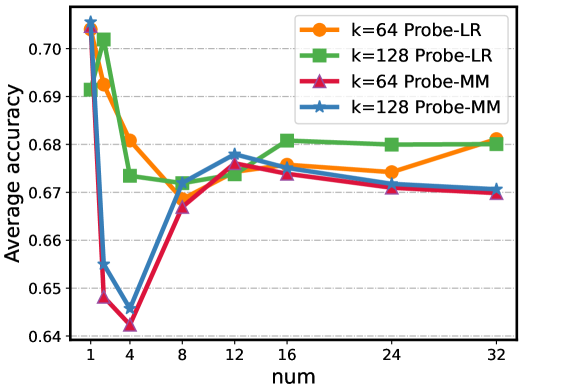 k=64 Probe-LR
k=128 Probe-LR
k=64 Probe-MM
k=128 Probe-MM
Average accuracy
0.70
0.69
0.68
0.67
0.66
0.65
0.64
1 4 8 12 16 24 32
num